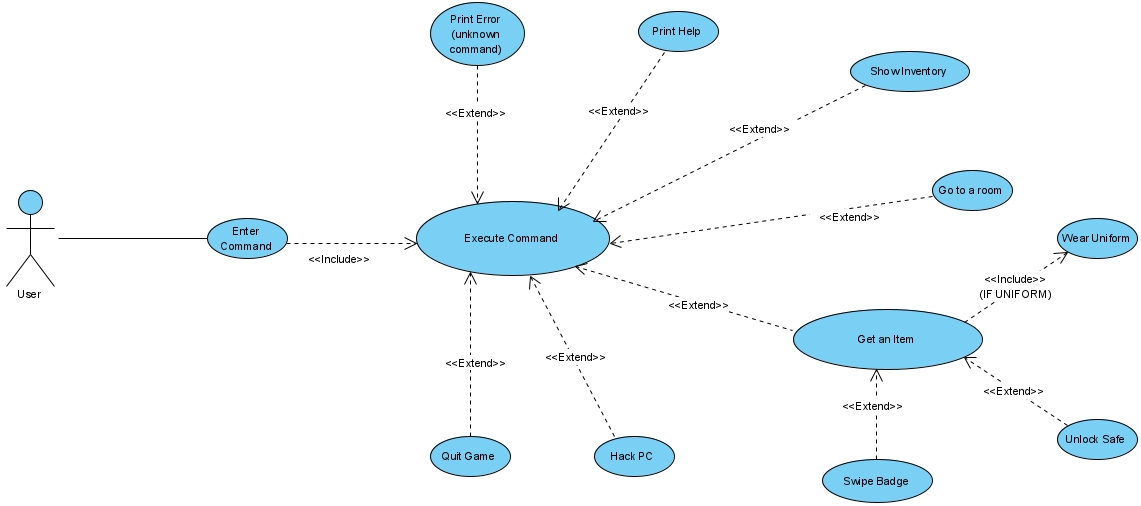 Print Error
(unknown
command)
Print Help
Show Inventory
<<Extend>>
<<Extend>>
<<Extend>>
Go to a room
<<Extend>>
Enter
Command
Execute Command
Wear Uniform
<<Include>>
User
<<Include>>
(IF UNIFORM)
<<Extend>>
Get an Item
<<Extend>>
<<Extend>>
<<Extend>>
<<Extend>>
Quit Game
Hack PC
Unlock Safe
Swipe Badge